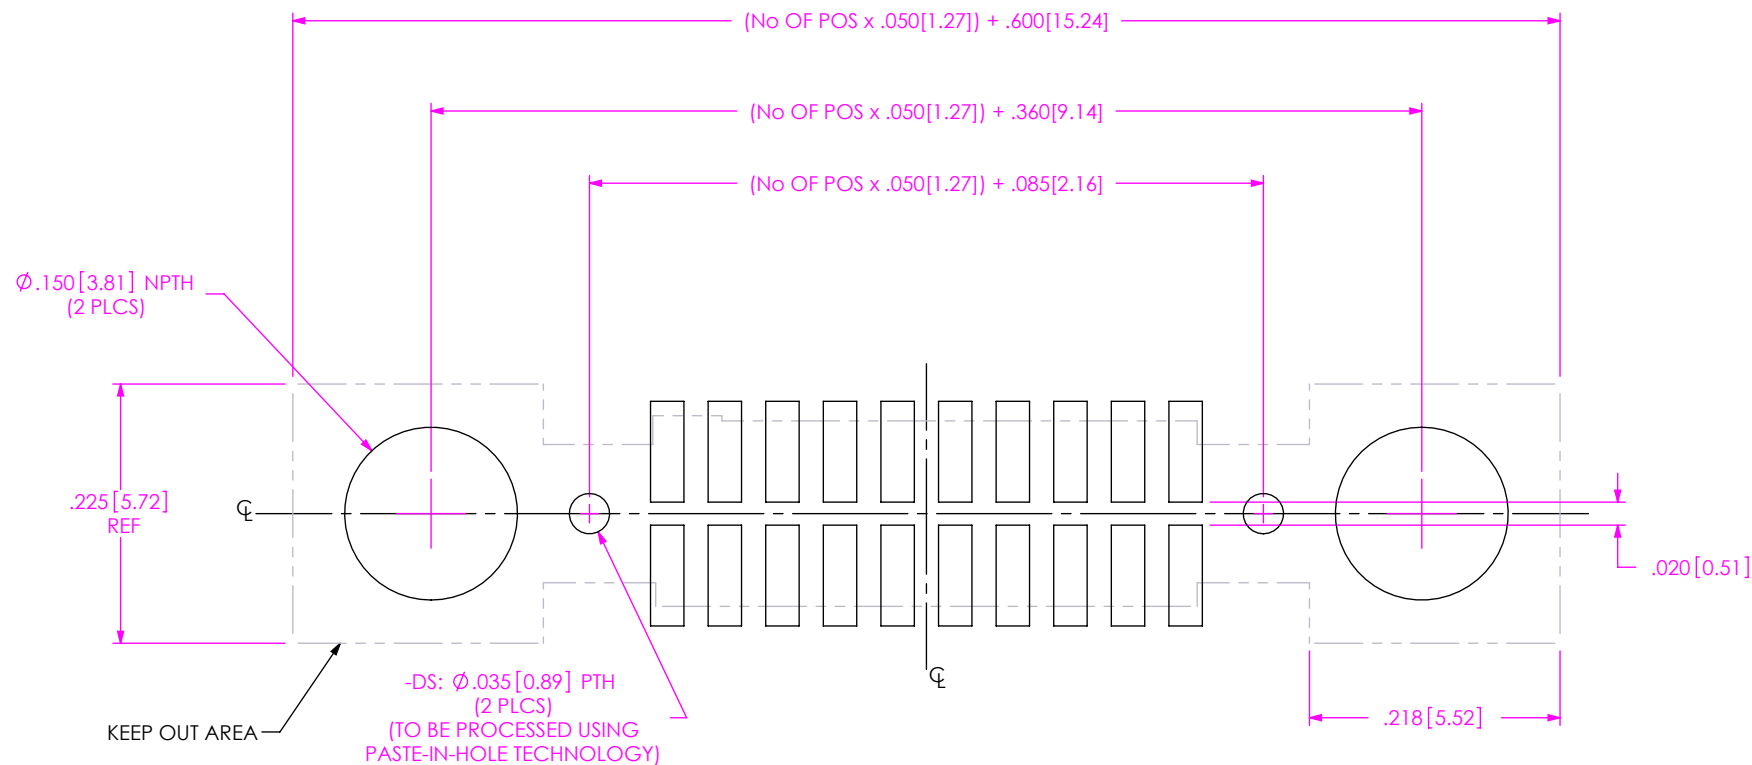 (No OF POS x .050[1.27]) + .600[15.24]
(No OF POS x .050[1.27]) + .360[9.14]
(No OF POS x .050[1.27]) + .085[2.16]
Ø.150[3.81] NPTH
(2 PLCS)
.225[5.72]
REF
℄
.020[0.51]
℄
-DS: Ø.035[0.89] PTH
(2 PLCS)
(TO BE PROCESSED USING
PASTE-IN-HOLE TECHNOLOGY)
.218[5.52]
KEEP OUT AREA